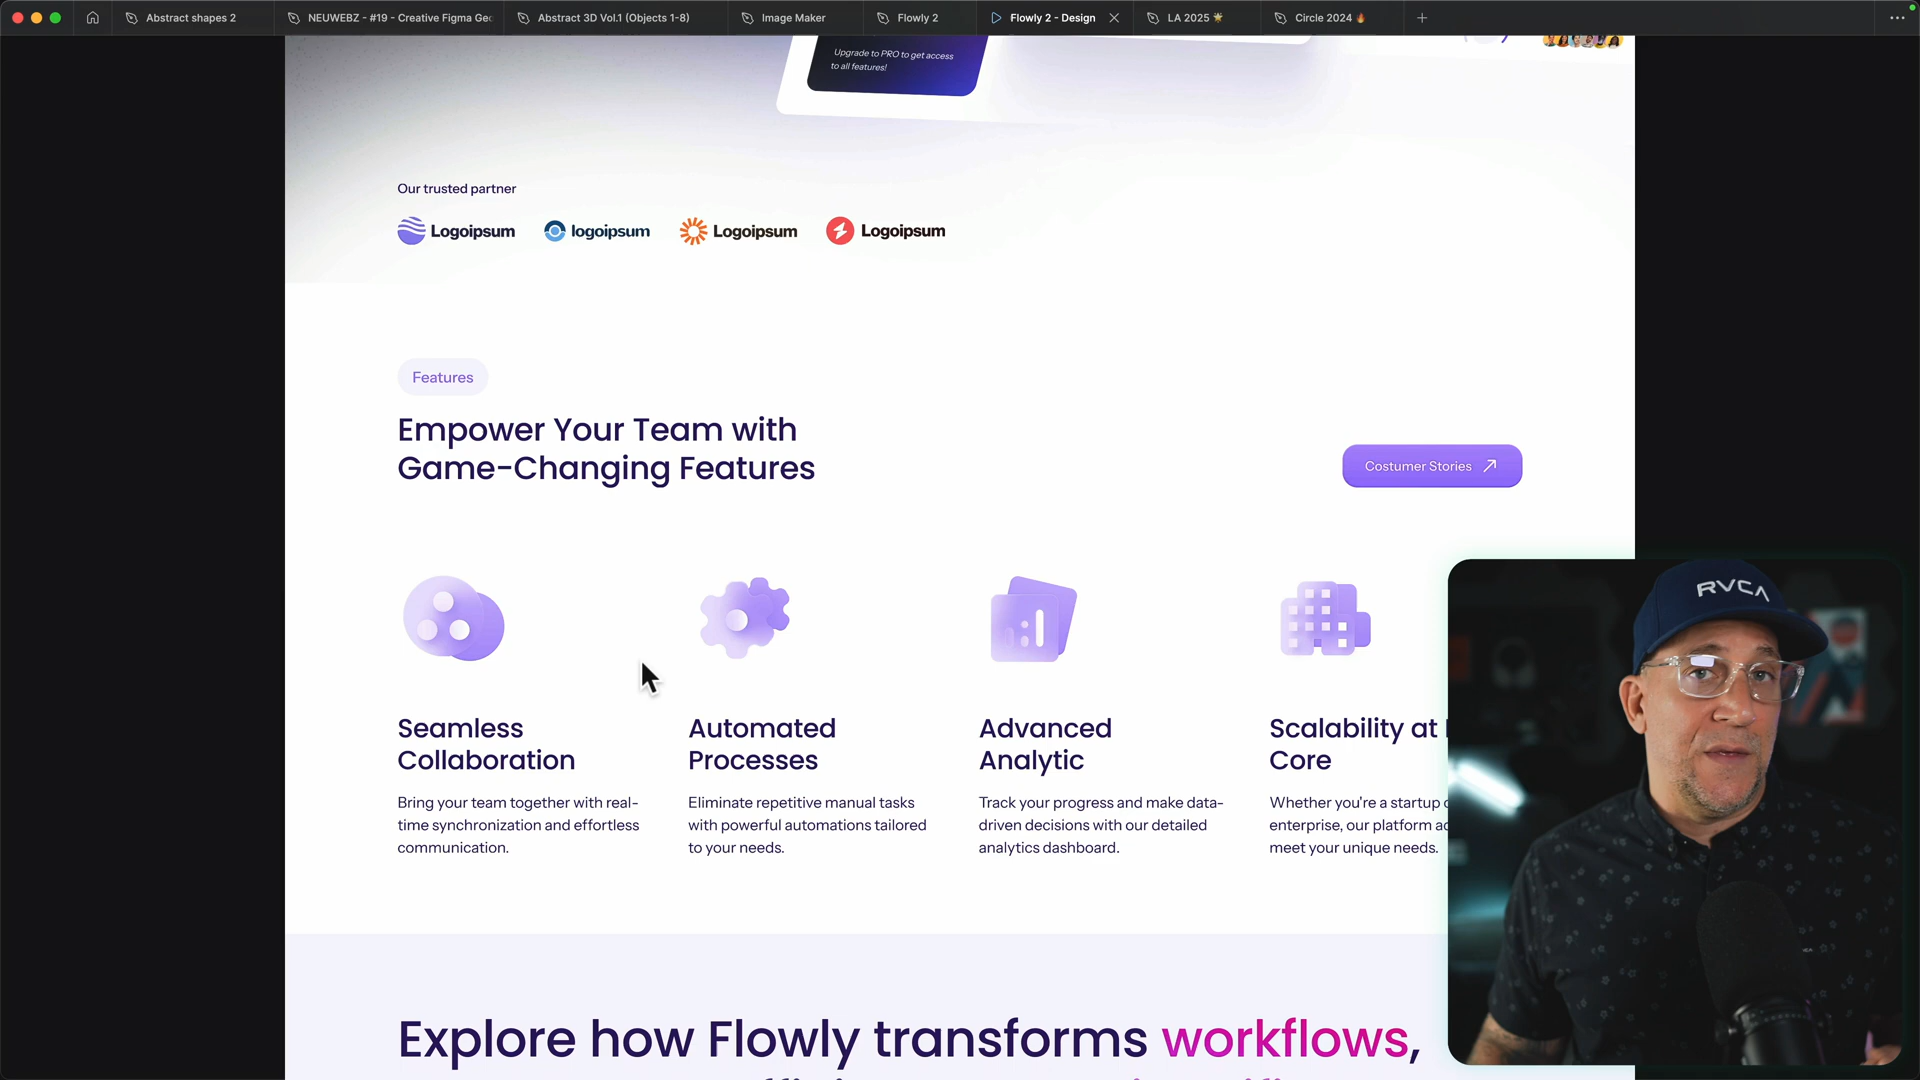 Abstract shapes 2
NEUWEBZ - #19 - Creative Figma Geo
Abstract 3D Vol.1 (Objects 1-8)
Image Maker
Flowly 2
Flowly 2 - Design
LA 2025
Circle 2024
Upgrade to PRO to get access
to all features!
Our trusted partner
Logoipsum
logoipsum
Logoipsum
Logoipsum
Features
Empower Your Team with
Game-Changing Features
Costumer Stories
RVCA
Seamless
Collaboration
Bring your team together with real-
time synchronization and effortless
communication.
Automated
Processes
Eliminate repetitive manual tasks
with powerful automations tailored
to your needs.
Advanced
Analytic
Track your progress and make data-
driven decisions with our detailed
analytics dashboard.
Scalability at
Core
Whether you're a startup
enterprise, our platform
meet your unique needs.
Explore how Flowly transforms workflows,